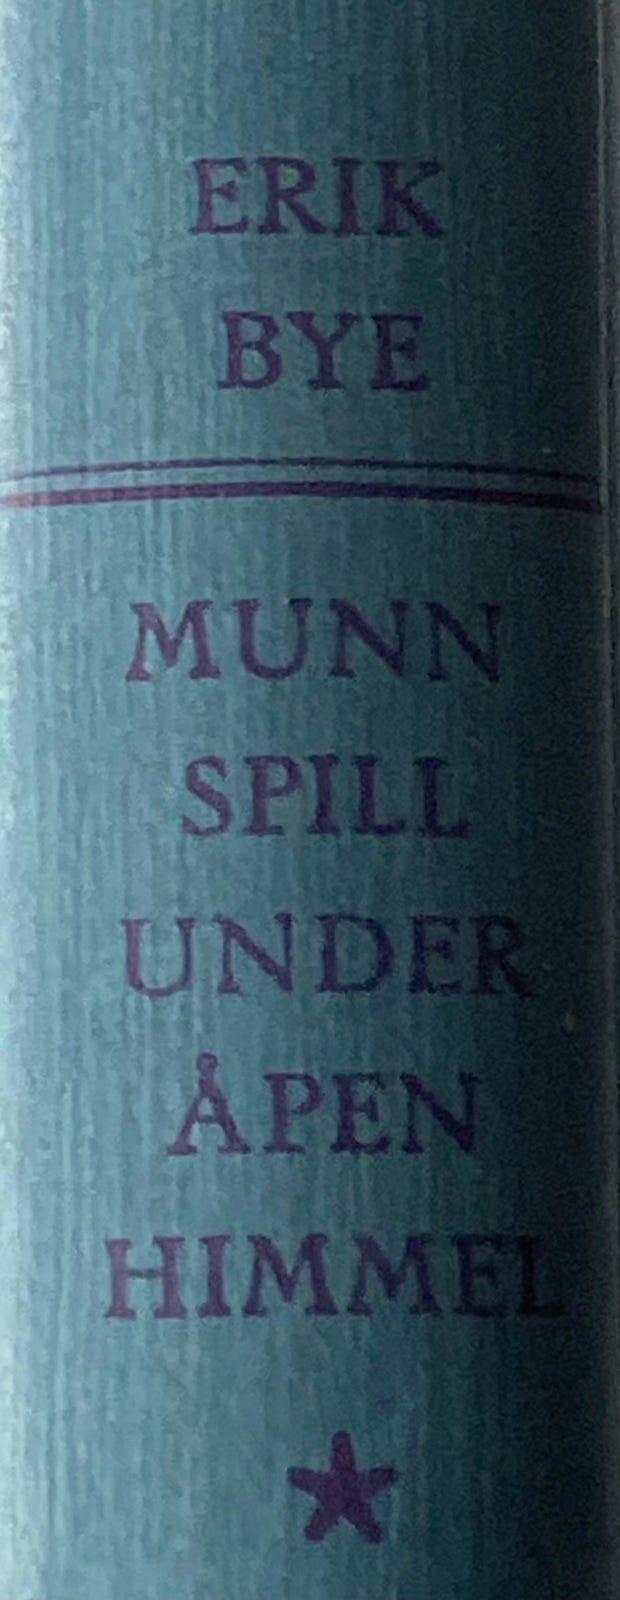 ERIK
BYE
MUNN
SPILL
UNDER
ÅPEN
HIMMEL